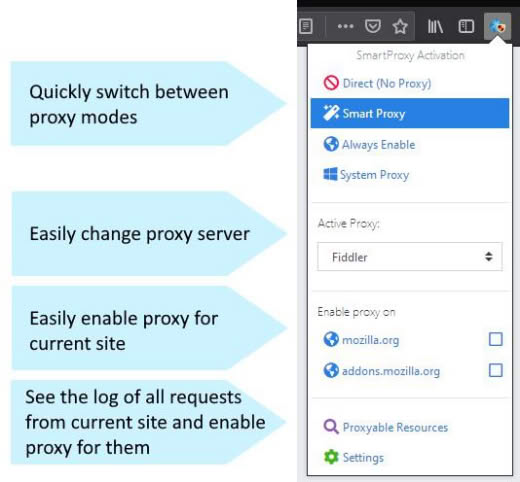 Quickly switch between
proxy modes
Easily change proxy server
Easily enable proxy for
current site
See the log of all requests
from current site and enable
proxy for them
SmartProxy Activation
Direct (No Proxy)
Smart Proxy
Always Enable
System Proxy
Active Proxy:
Fiddler
Enable proxy on
mozilla.org
addons.mozilla.org
Proxyable Resources
Settings